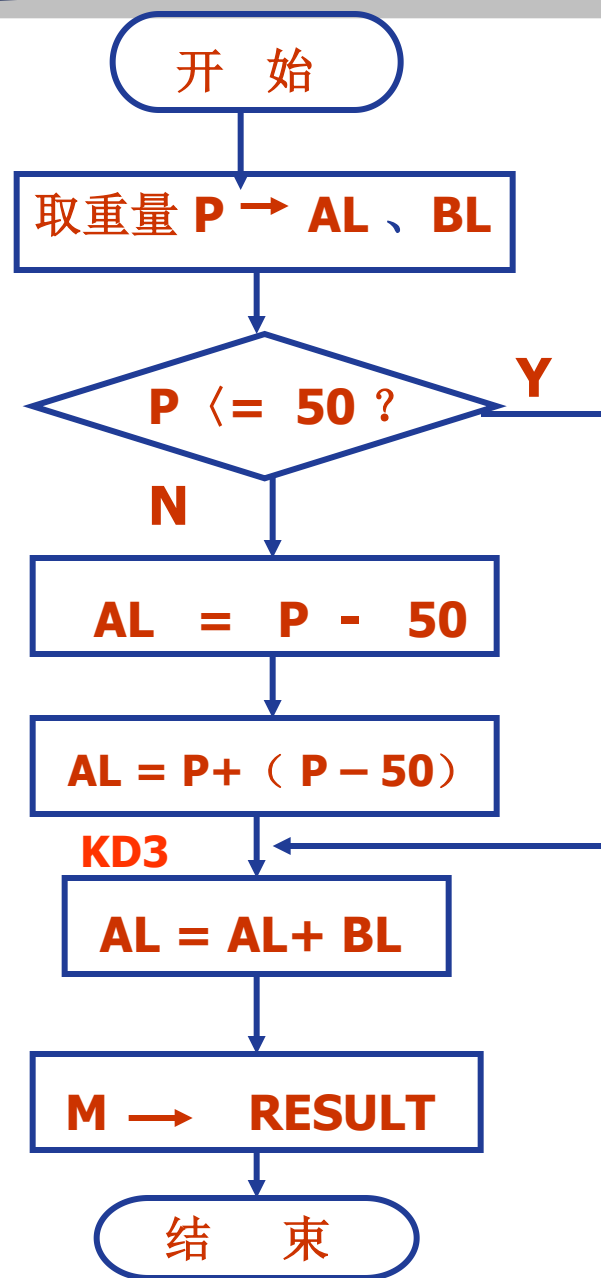 开 始
取重量 P → AL 、 BL
P 〈= 50 ?
Y
N
AL = P - 50
AL = P+ （ P – 50）
KD3
AL = AL+ BL
M → RESULT
结 束